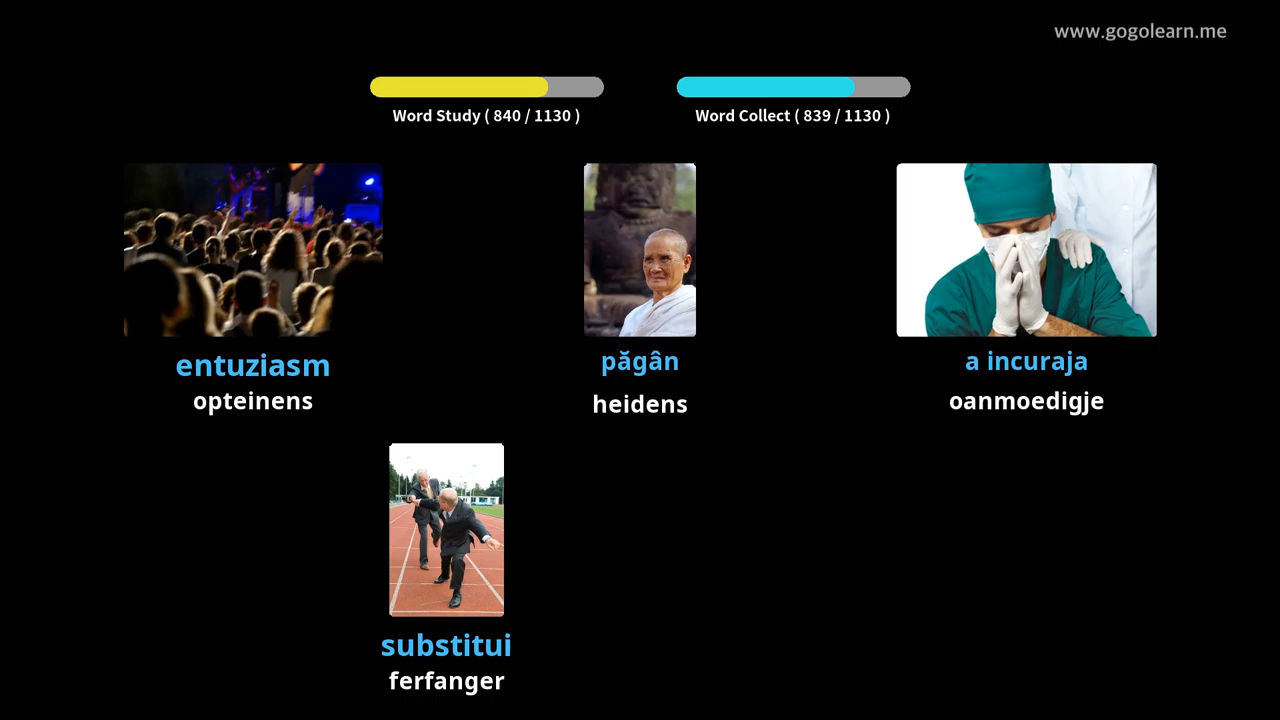 www.gogolearn.me
Word Study ( 840 / 1130 )
Word Collect ( 839 / 1130 )
entuziasm
opteinens
păgân
heidens
a incuraja
oanmoedigje
substitui
ferfanger